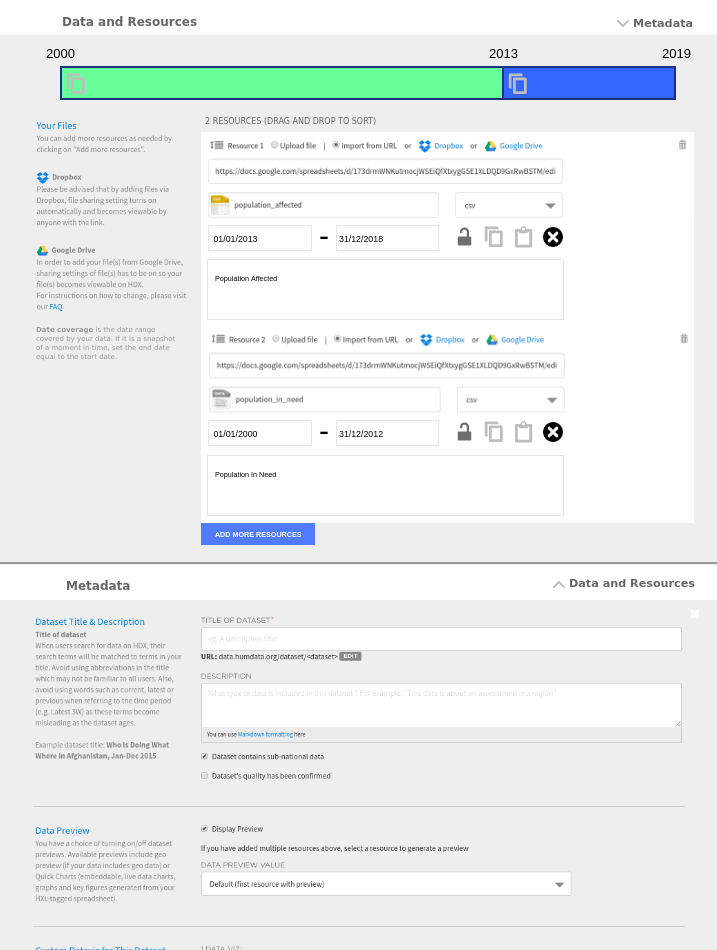 Data and Resources
Metadata
2000
2013
2019
Your Files
You can add more resources as needed by
clicking on "Add more resources".
Dropbox
Please be advised that by adding files via
Dropbox, file sharing setting turns on
automatically and becomes viewable by
anyone with the link.
Google Drive
In order to add your file(s) from Google Drive,
sharing settings of file(s) has to be on so your
file(s) becomes viewable on HDX.
For instructions on how to change, please visit
our FAQ.
Date coverage is the date range
covered by your data. If it is a snapshot
of a moment in time, set the end date
equal to the start date.
2 RESOURCES (DRAG AND DROP TO SORT)
Resource 1 Upload file | Import from URL or Dropbox or Google Drive
https://docs.google.com/spreadsheets/d/173drmWNKutmocjWSEiQfXtxygGSE1XLDQD9GxRwBSTM/edi
population_affected
csv
01/01/2013 – 31/12/2018
Population Affected
Resource 2 Upload file | Import from URL or Dropbox or Google Drive
https://docs.google.com/spreadsheets/d/173drmWNKutmocjWSEiQfXtxygGSE1XLDQD9GxRwBSTM/edi
population_in_need
csv
01/01/2000 – 31/12/2012
Population In Need
ADD MORE RESOURCES
Metadata
Data and Resources
Dataset Title & Description
Title of dataset
When users search for data on HDX, their
search terms will be matched to terms in your
title. Avoid using abbreviations in the title
which may not be familiar to all users. Also,
avoid using words such as current, latest or
previous when referring to the time period
(e.g. Latest 3W) as these terms become
misleading as the dataset ages.
Example dataset title: Who is Doing What
Where in Afghanistan, Jan-Dec 2015
TITLE OF DATASET*
eg. A descriptive title
URL: data.humdata.org/dataset/<dataset> EDIT
DESCRIPTION
What type of data is included in this dataset? For example, "This data is about an assessment in x region"
You can use Markdown formatting here
Dataset contains sub-national data
Dataset's quality has been confirmed
Data Preview
You have a choice of turning on/off dataset
previews. Available previews include geo
preview (if your data includes geo data) or
Quick Charts (embeddable, live data charts,
graphs and key figures generated from your
HXL-tagged spreadsheet).
Display Preview
If you have added multiple resources above, select a resource to generate a preview
DATA PREVIEW VALUE
Default (first resource with preview)